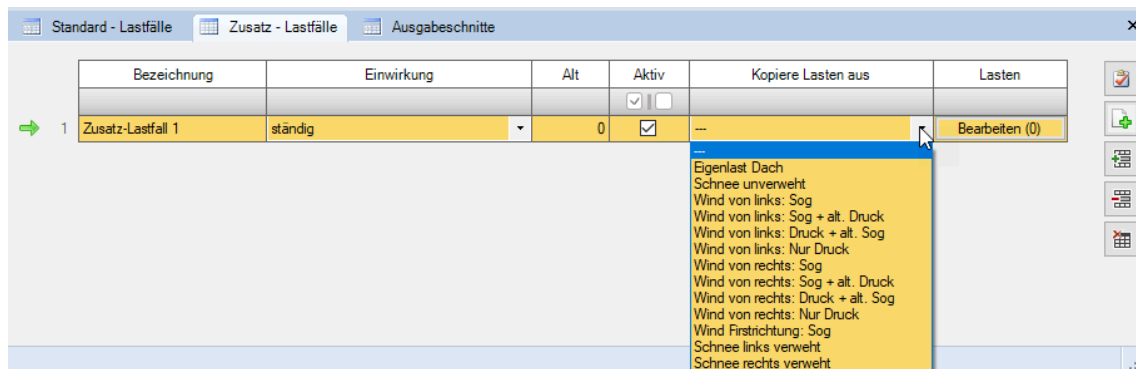 Standard - Lastfälle Zusatz - Lastfälle Ausgabeschnitte
Bezeichnung Einwirkung Alt Aktiv Kopiere Lasten aus Lasten
1 Zusatz-Lastfall 1 ständig 0 --- Bearbeiten (0)
---
Eigenlast Dach
Schnee unverweht
Wind von links: Sog
Wind von links: Sog + alt. Druck
Wind von links: Druck + alt. Sog
Wind von links: Nur Druck
Wind von rechts: Sog
Wind von rechts: Sog + alt. Druck
Wind von rechts: Druck + alt. Sog
Wind von rechts: Nur Druck
Wind Firstrichtung: Sog
Schnee links verweht
Schnee rechts verweht